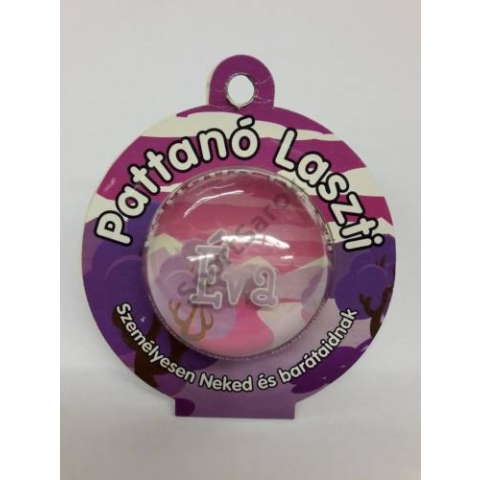 Pattanó Laszti
Éva
Személyesen Neked és barátaidnak